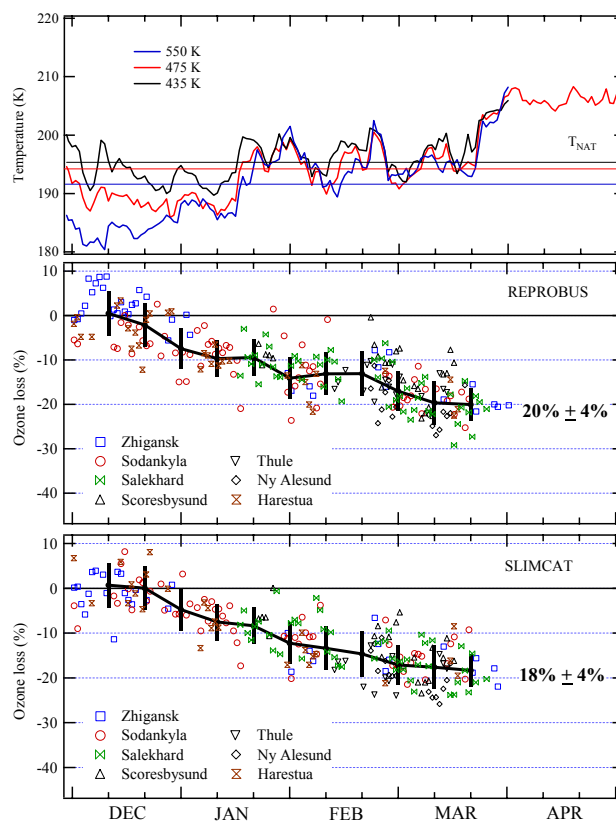 220
210
200
190
180
Temperature (K)
550 K
475 K
435 K
T_NAT
10
0
-10
-20
-30
-40
Ozone loss (%)
REPROBUS
20% ± 4%
Zhigansk
Sodankyla
Salekhard
Scoresbysund
Thule
Ny Alesund
Harestua
10
0
-10
-20
-30
-40
Ozone loss (%)
SLIMCAT
18% ± 4%
Zhigansk
Sodankyla
Salekhard
Scoresbysund
Thule
Ny Alesund
Harestua
DEC JAN FEB MAR APR